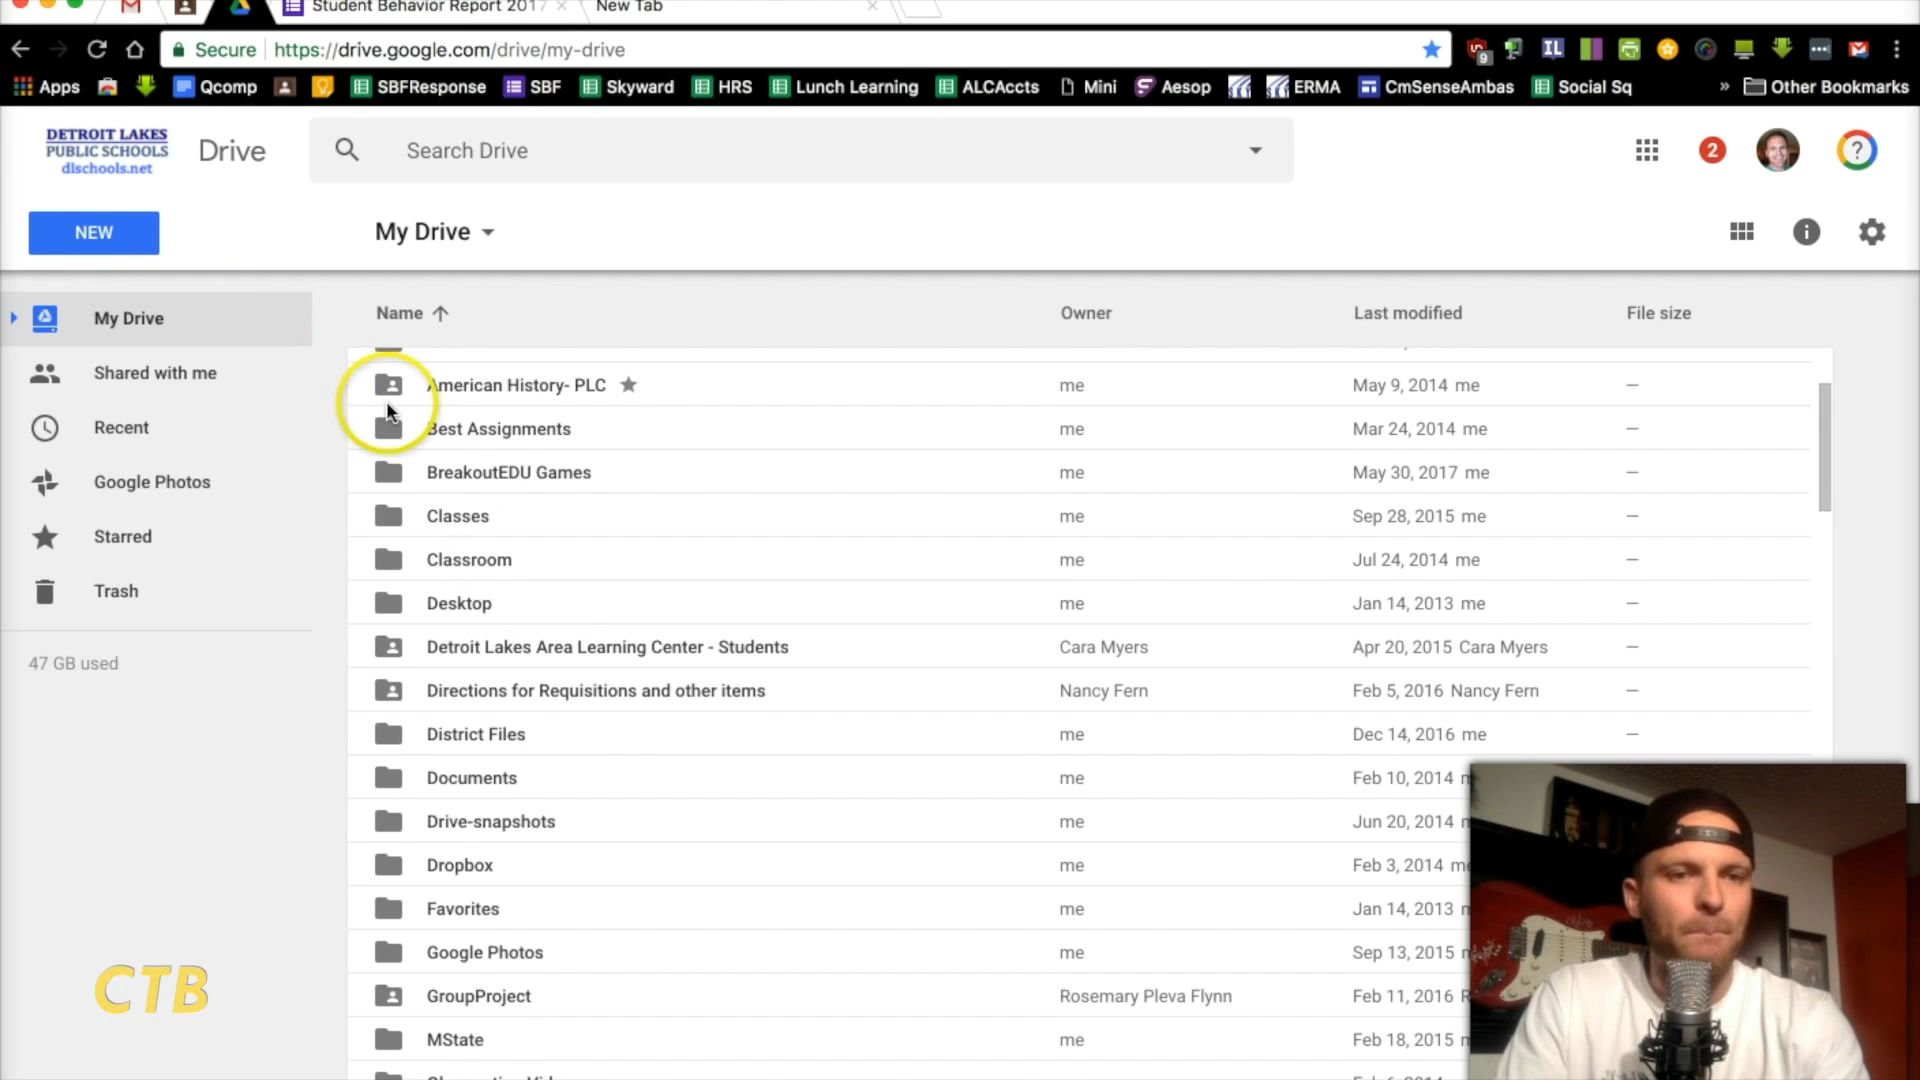 Student Behavior Report 2017
New Tab
Secure
https://drive.google.com/drive/my-drive
9
IL
Apps
Qcomp
SBFResponse
SBF
Skyward
HRS
Lunch Learning
ALCAccts
Mini
Aesop
ERMA
CmSenseAmbas
Social Sq
»
Other Bookmarks
DETROIT LAKES
PUBLIC SCHOOLS
dlschools.net
Drive
Search Drive
2
?
NEW
My Drive
My Drive
Shared with me
Recent
Google Photos
Starred
Trash
47 GB used
Name Owner Last modified File size
American History- PLC me May 9, 2014 me —
Best Assignments me Mar 24, 2014 me —
BreakoutEDU Games me May 30, 2017 me —
Classes me Sep 28, 2015 me —
Classroom me Jul 24, 2014 me —
Desktop me Jan 14, 2013 me —
Detroit Lakes Area Learning Center - Students Cara Myers Apr 20, 2015 Cara Myers —
Directions for Requisitions and other items Nancy Fern Feb 5, 2016 Nancy Fern —
District Files me Dec 14, 2016 me —
Documents me Feb 10, 2014
Drive-snapshots me Jun 20, 2014
Dropbox me Feb 3, 2014 me
Favorites me Jan 14, 2013
Google Photos me Sep 13, 2015
GroupProject Rosemary Pleva Flynn Feb 11, 2016
MState me Feb 18, 2015
CTB